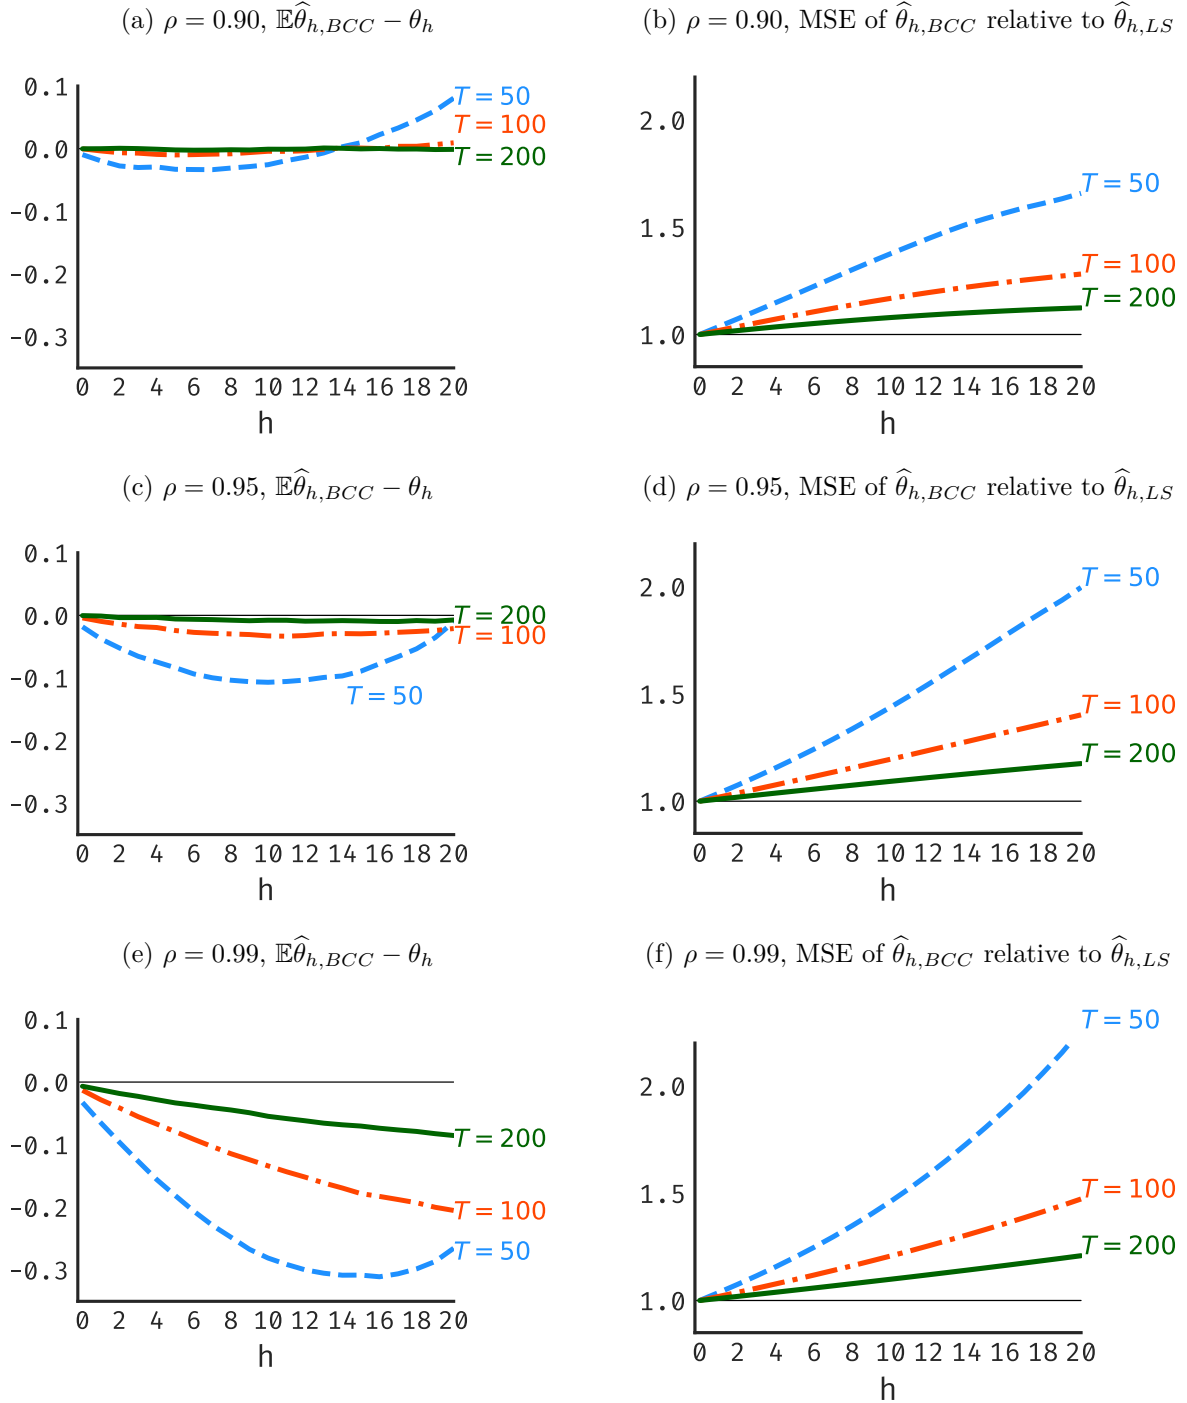 (a) ρ = 0.90, 𝔼θ̂_{h,BCC} − θ_h
0.1
0.0
−0.1
−0.2
−0.3
T = 50
T = 100
T = 200
0 2 4 6 8 10 12 14 16 18 20
h
(b) ρ = 0.90, MSE of θ̂_{h,BCC} relative to θ̂_{h,LS}
2.0
1.5
1.0
T = 50
T = 100
T = 200
0 2 4 6 8 10 12 14 16 18 20
h
(c) ρ = 0.95, 𝔼θ̂_{h,BCC} − θ_h
0.1
0.0
−0.1
−0.2
−0.3
T = 200
T = 100
T = 50
0 2 4 6 8 10 12 14 16 18 20
h
(d) ρ = 0.95, MSE of θ̂_{h,BCC} relative to θ̂_{h,LS}
2.0
1.5
1.0
T = 50
T = 100
T = 200
0 2 4 6 8 10 12 14 16 18 20
h
(e) ρ = 0.99, 𝔼θ̂_{h,BCC} − θ_h
0.1
0.0
−0.1
−0.2
−0.3
T = 200
T = 100
T = 50
0 2 4 6 8 10 12 14 16 18 20
h
(f) ρ = 0.99, MSE of θ̂_{h,BCC} relative to θ̂_{h,LS}
2.0
1.5
1.0
T = 50
T = 100
T = 200
0 2 4 6 8 10 12 14 16 18 20
h